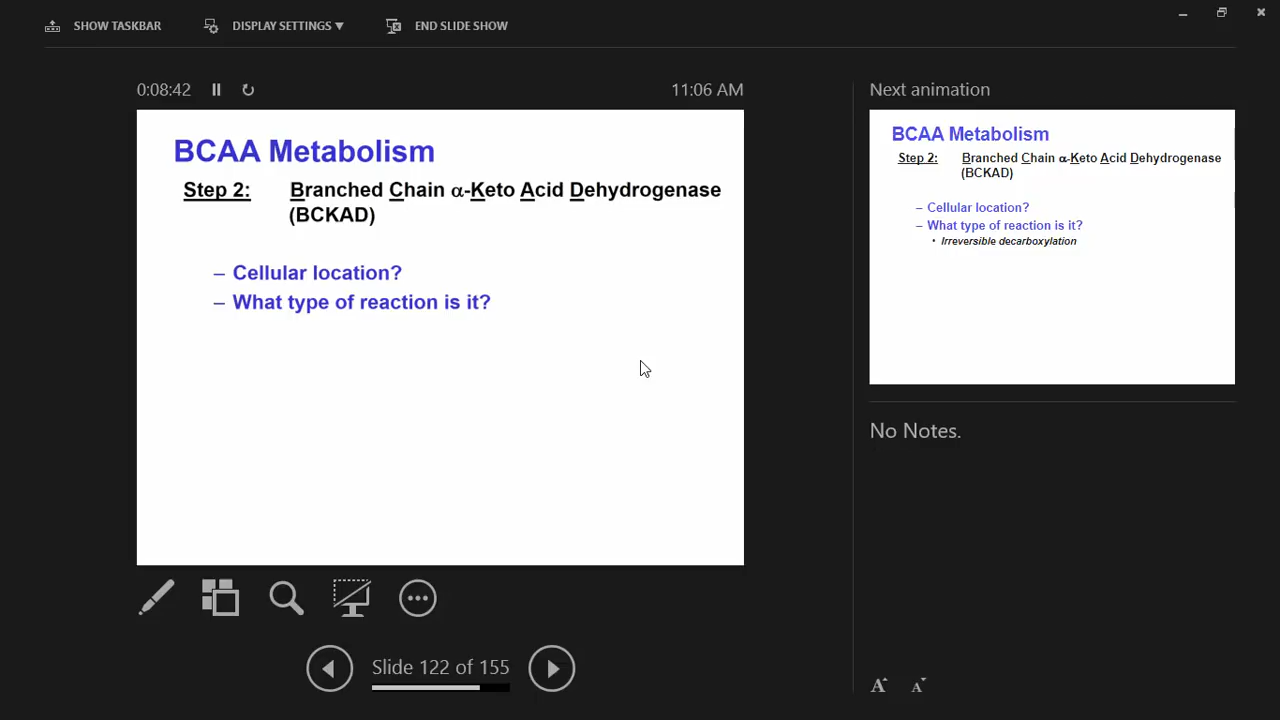 SHOW TASKBAR DISPLAY SETTINGS ▼ END SLIDE SHOW
0:08:42 11:06 AM
BCAA Metabolism
Step 2: Branched Chain α-Keto Acid Dehydrogenase
(BCKAD)
– Cellular location?
– What type of reaction is it?
Slide 122 of 155
Next animation
BCAA Metabolism
Step 2: Branched Chain α-Keto Acid Dehydrogenase
(BCKAD)
– Cellular location?
– What type of reaction is it?
• Irreversible decarboxylation
No Notes.
A A